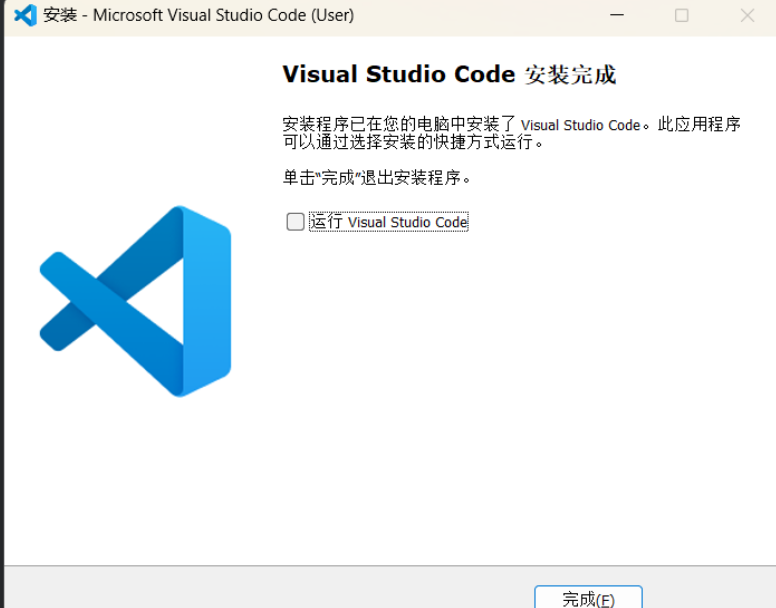 安装 - Microsoft Visual Studio Code (User)
Visual Studio Code 安装完成
安装程序已在您的电脑中安装了 Visual Studio Code。此应用程序
可以通过选择安装的快捷方式运行。
单击“完成”退出安装程序。
运行 Visual Studio Code
完成(F)